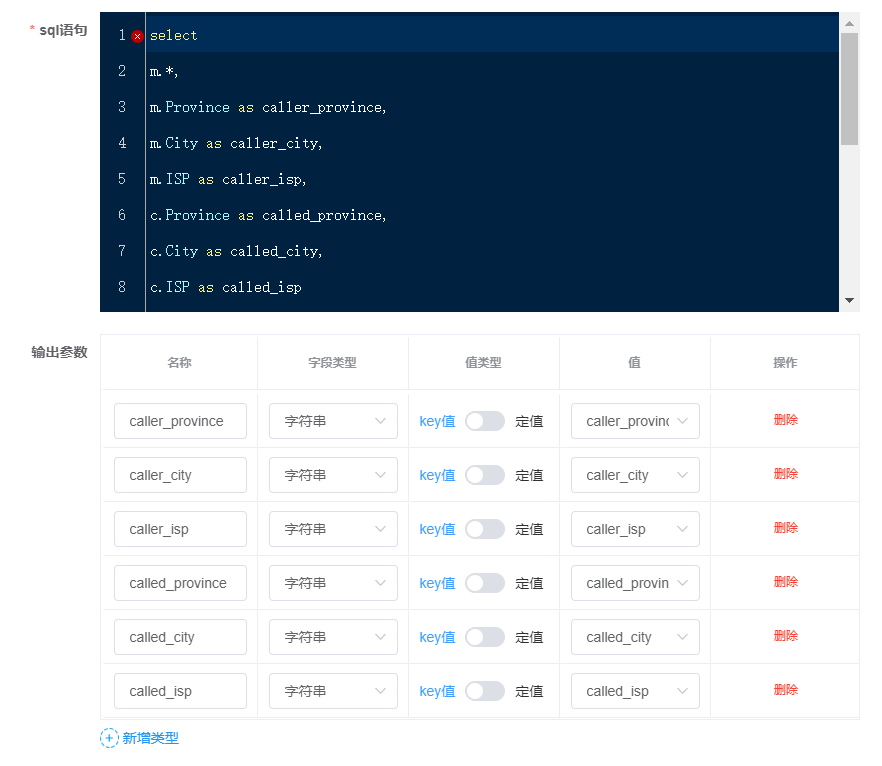 * sql语句
1 select
2 m.*,
3 m.Province as caller_province,
4 m.City as caller_city,
5 m.ISP as caller_isp,
6 c.Province as called_province,
7 c.City as called_city,
8 c.ISP as called_isp
输出参数
名称 字段类型 值类型 值 操作
caller_province 字符串 key值 定值 caller_provinc 删除
caller_city 字符串 key值 定值 caller_city 删除
caller_isp 字符串 key值 定值 caller_isp 删除
called_province 字符串 key值 定值 called_provin 删除
called_city 字符串 key值 定值 called_city 删除
called_isp 字符串 key值 定值 called_isp 删除
新增类型